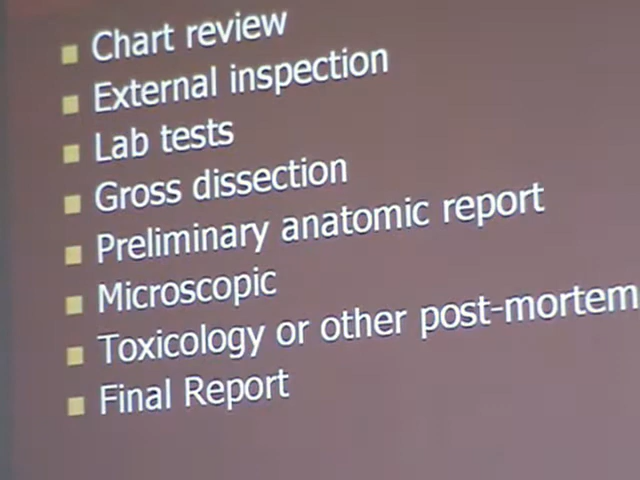 Chart review
External inspection
Lab tests
Gross dissection
Preliminary anatomic report
Microscopic
Toxicology or other post-mortem
Final Report